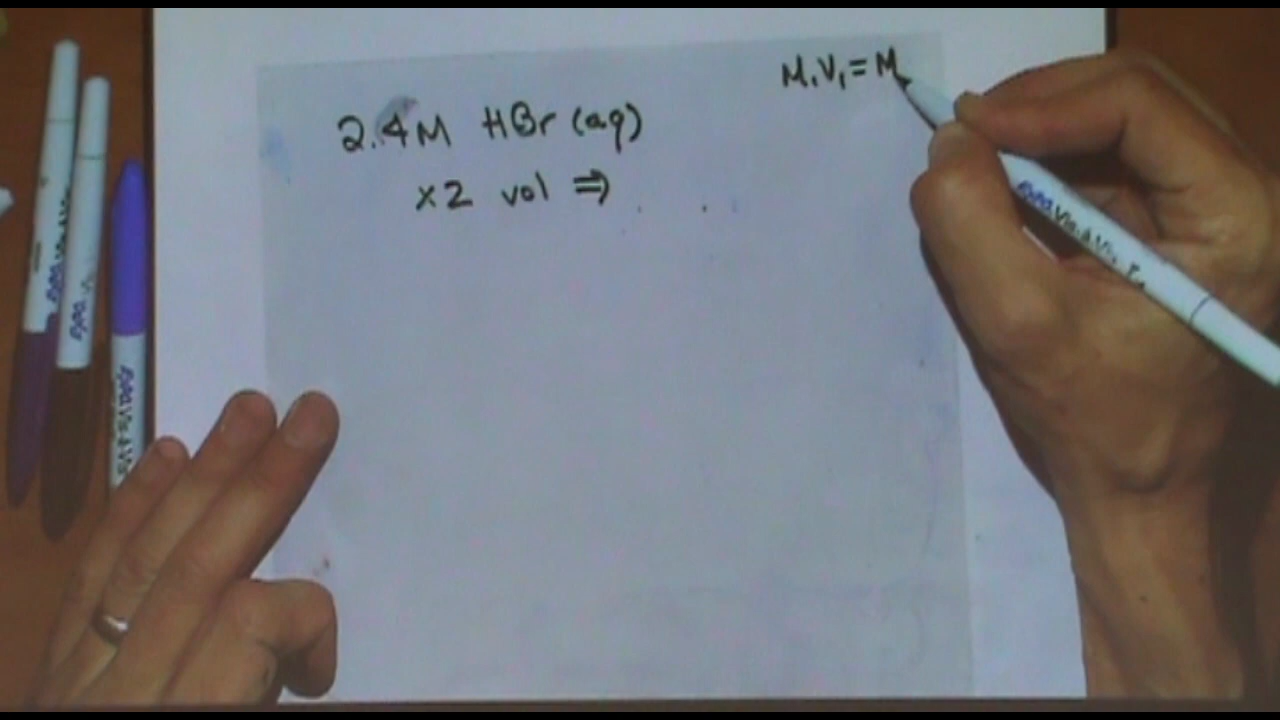 M₁V₁ = M
2.4M HBr (aq)
x2 vol ⇒